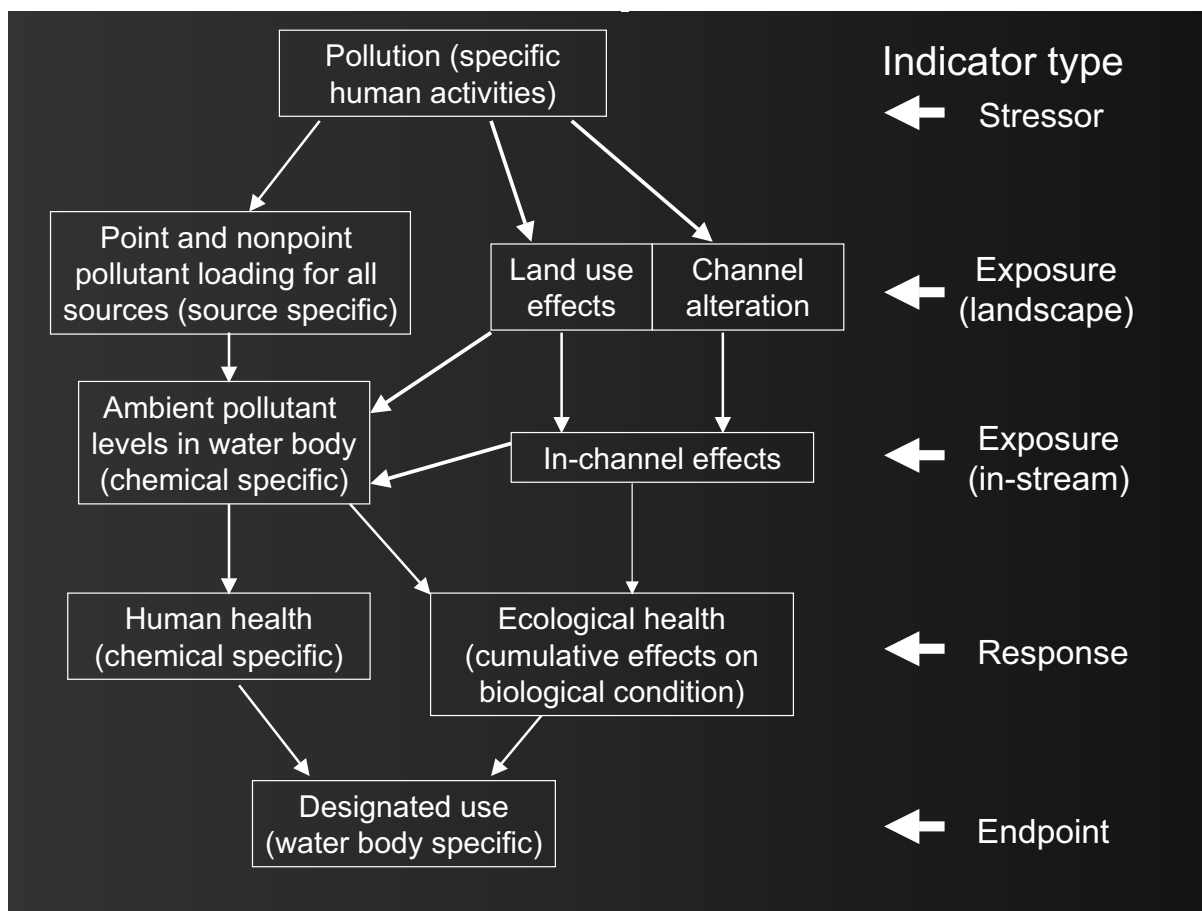 Pollution (specific
human activities)
Indicator type
Stressor
Point and nonpoint
pollutant loading for all
sources (source specific)
Land use
effects
Channel
alteration
Exposure
(landscape)
Ambient pollutant
levels in water body
(chemical specific)
In-channel effects
Exposure
(in-stream)
Human health
(chemical specific)
Ecological health
(cumulative effects on
biological condition)
Response
Designated use
(water body specific)
Endpoint